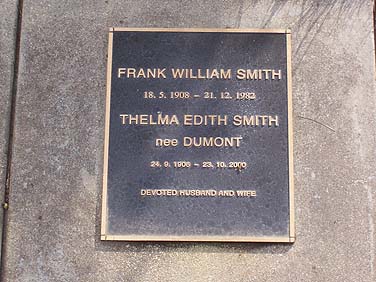 FRANK WILLIAM SMITH
18. 5. 1908 – 21. 12. 1982
THELMA EDITH SMITH
nee DUMONT
24. 9. 1906 – 23. 10. 2000
DEVOTED HUSBAND AND WIFE